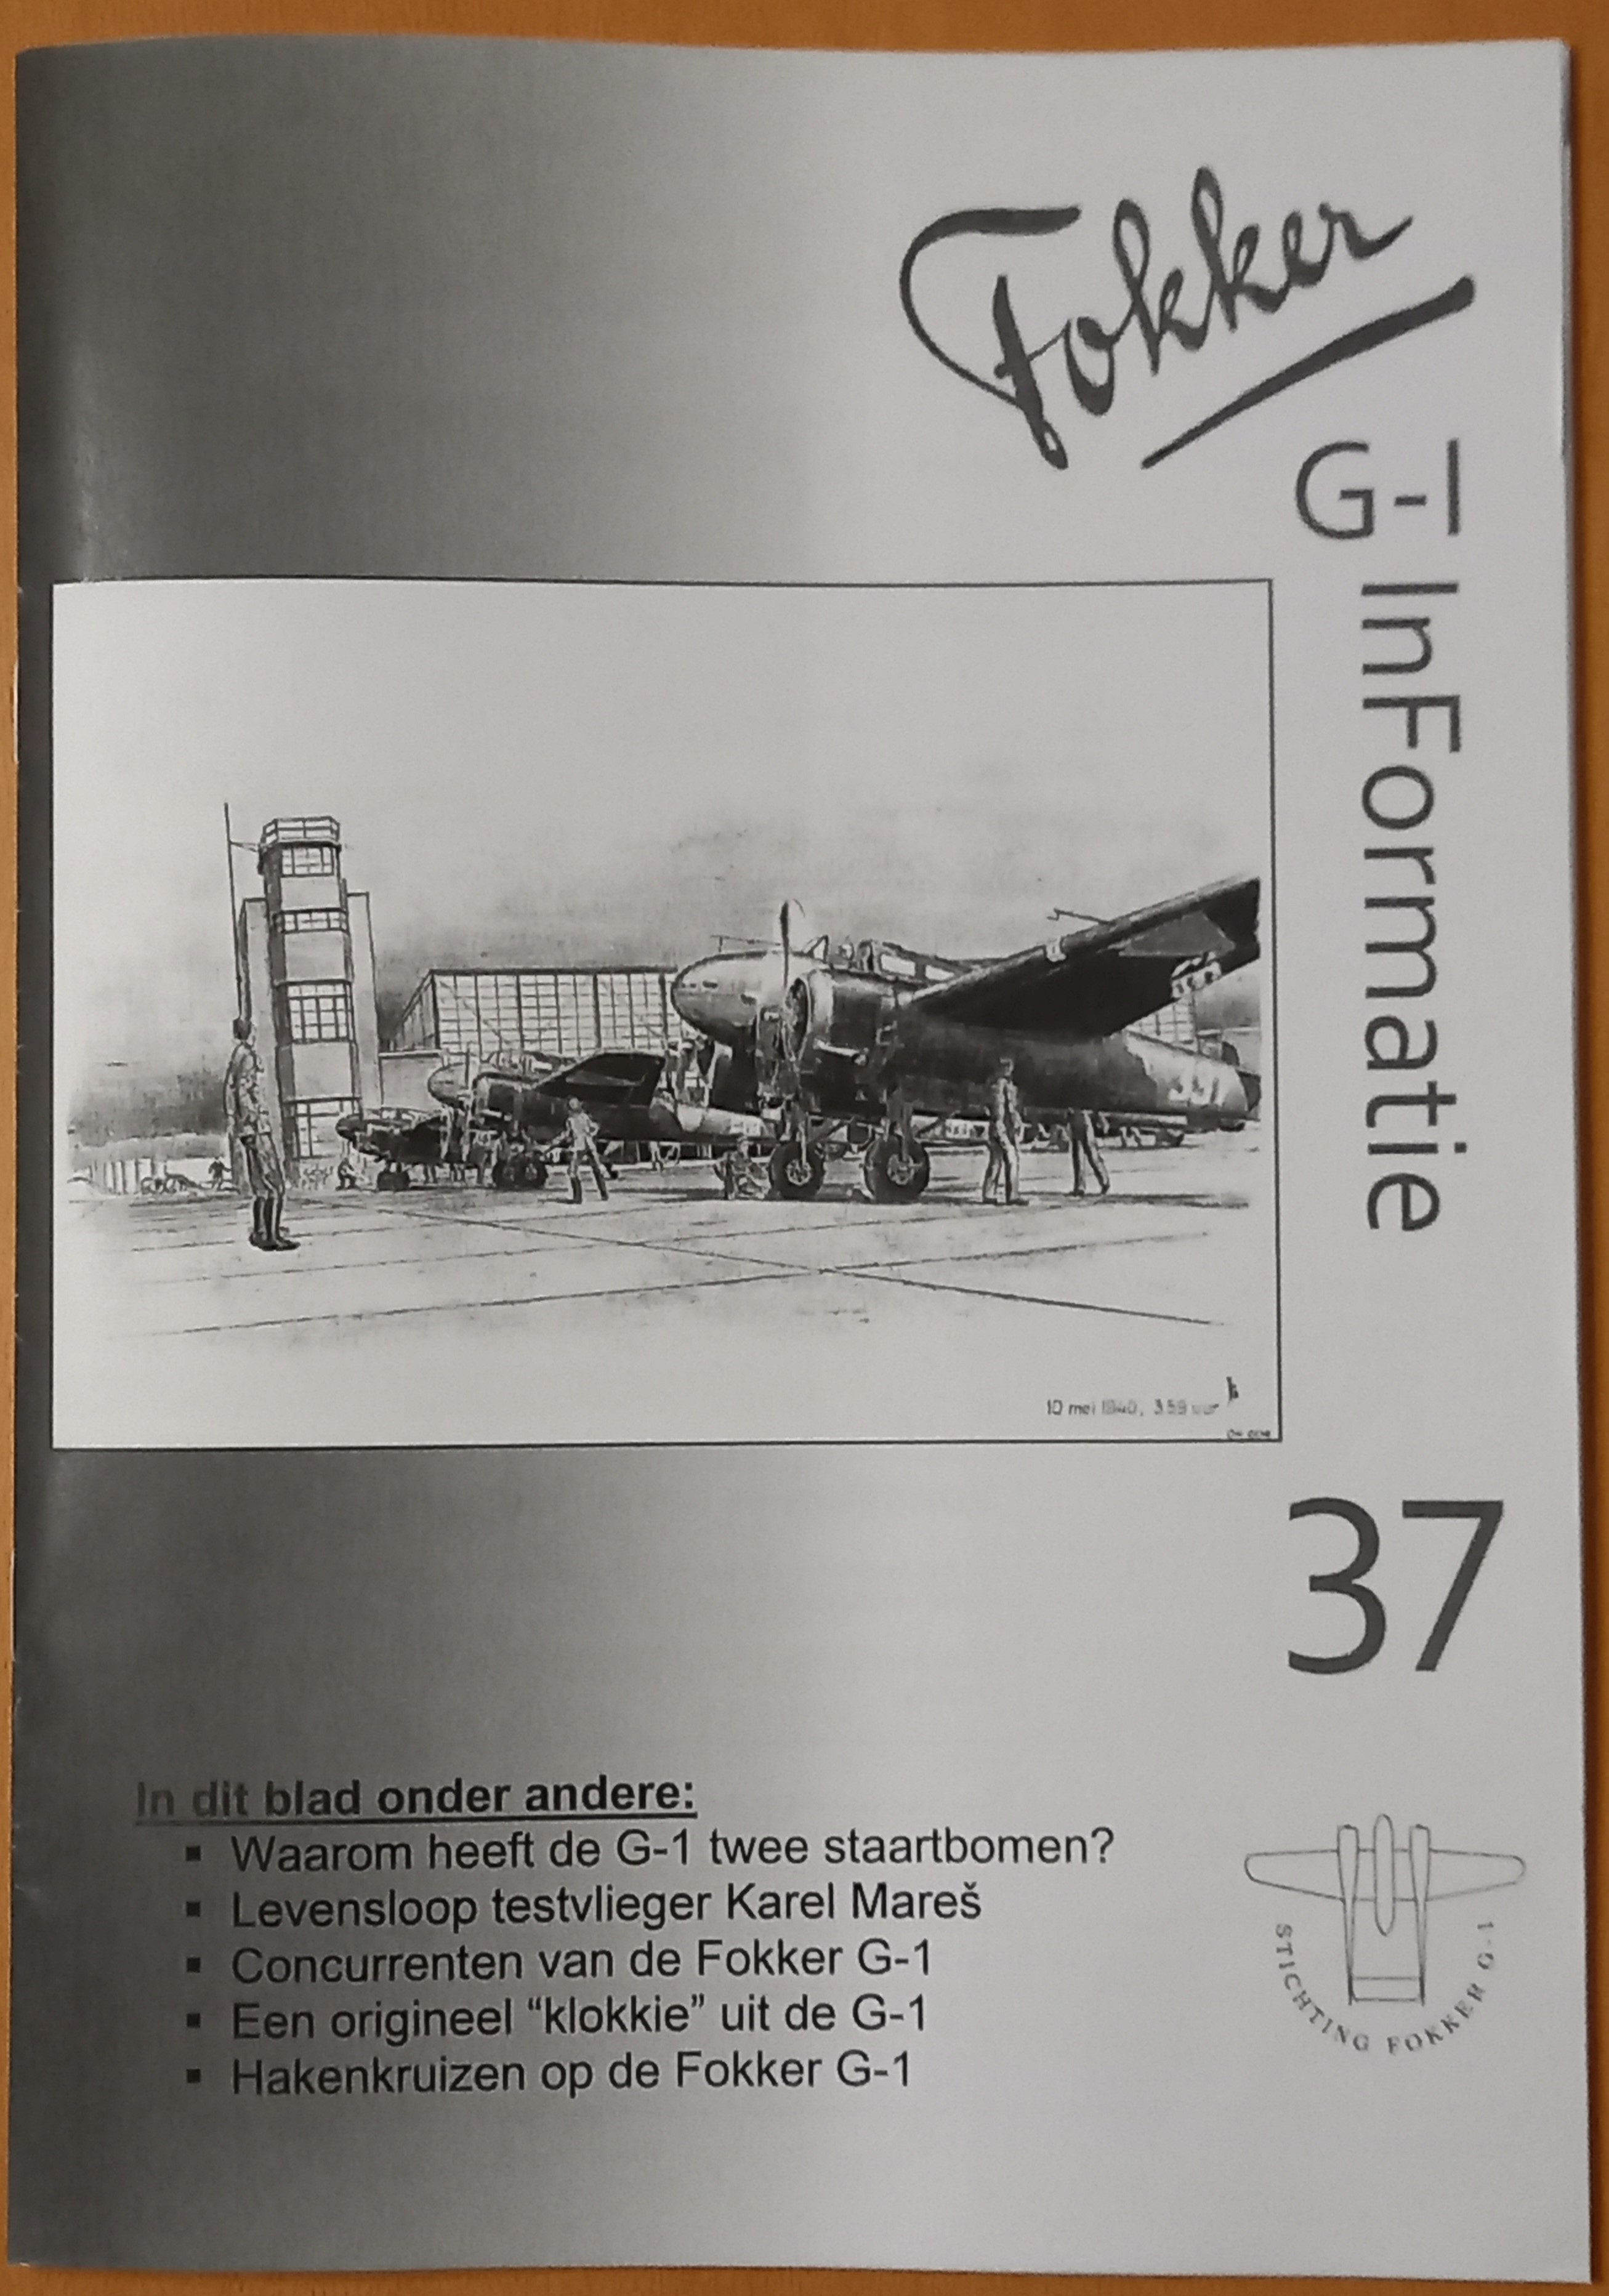 Fokker
G-I
InFormatie
10 mei 1940, 3.59 uur
37
In dit blad onder andere:
▪ Waarom heeft de G-1 twee staartbomen?
▪ Levensloop testvlieger Karel Mareš
▪ Concurrenten van de Fokker G-1
▪ Een origineel “klokkie” uit de G-1
▪ Hakenkruizen op de Fokker G-1
STICHTING FOKKER G-1